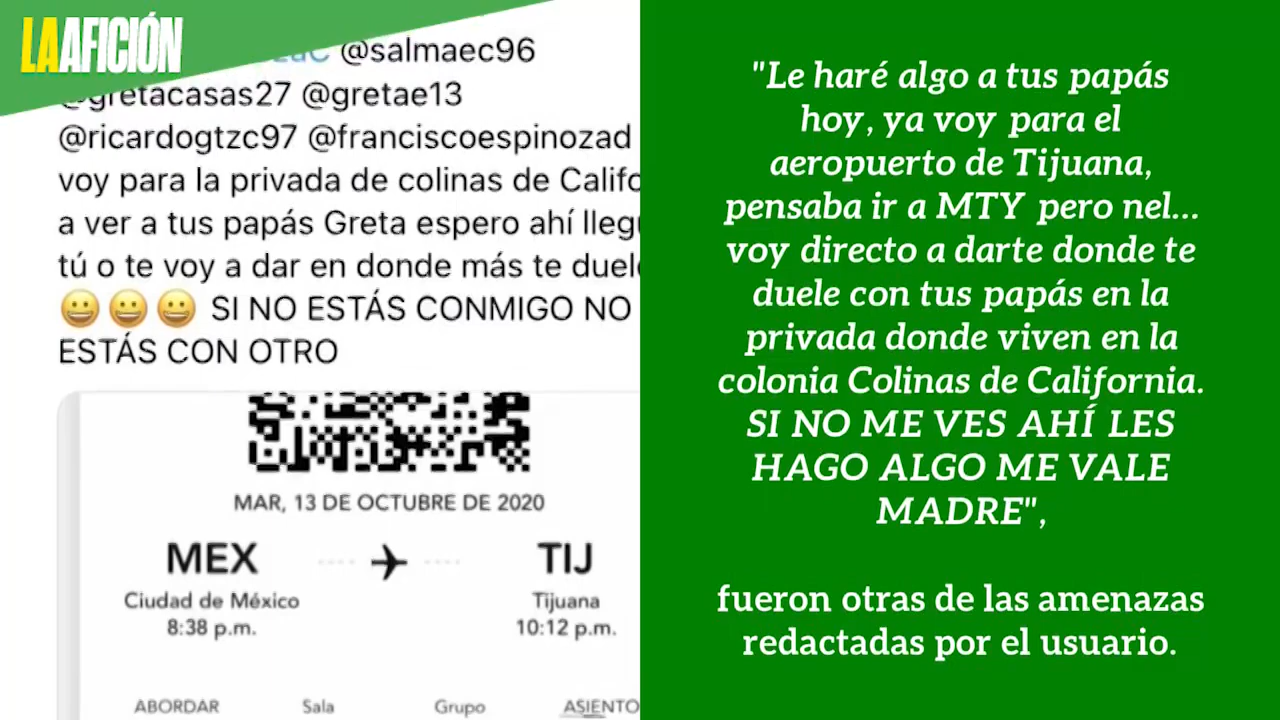 LAAFICIÓN
@salmaec96
@gretacasas27 @gretae13
@ricardogtzc97 @franciscoespinozad
voy para la privada de colinas de Califo
a ver a tus papás Greta espero ahí llegu
tú o te voy a dar en donde más te duele
😀 😀 😀 SI NO ESTÁS CONMIGO NO
ESTÁS CON OTRO
MAR, 13 DE OCTUBRE DE 2020
MEX
TIJ
Ciudad de México
Tijuana
8:38 p.m.
10:12 p.m.
ABORDAR
Sala
Grupo
ASIENTO
"Le haré algo a tus papás
hoy, ya voy para el
aeropuerto de Tijuana,
pensaba ir a MTY pero nel...
voy directo a darte donde te
duele con tus papás en la
privada donde viven en la
colonia Colinas de California.
SI NO ME VES AHÍ LES
HAGO ALGO ME VALE
MADRE",
fueron otras de las amenazas
redactadas por el usuario.